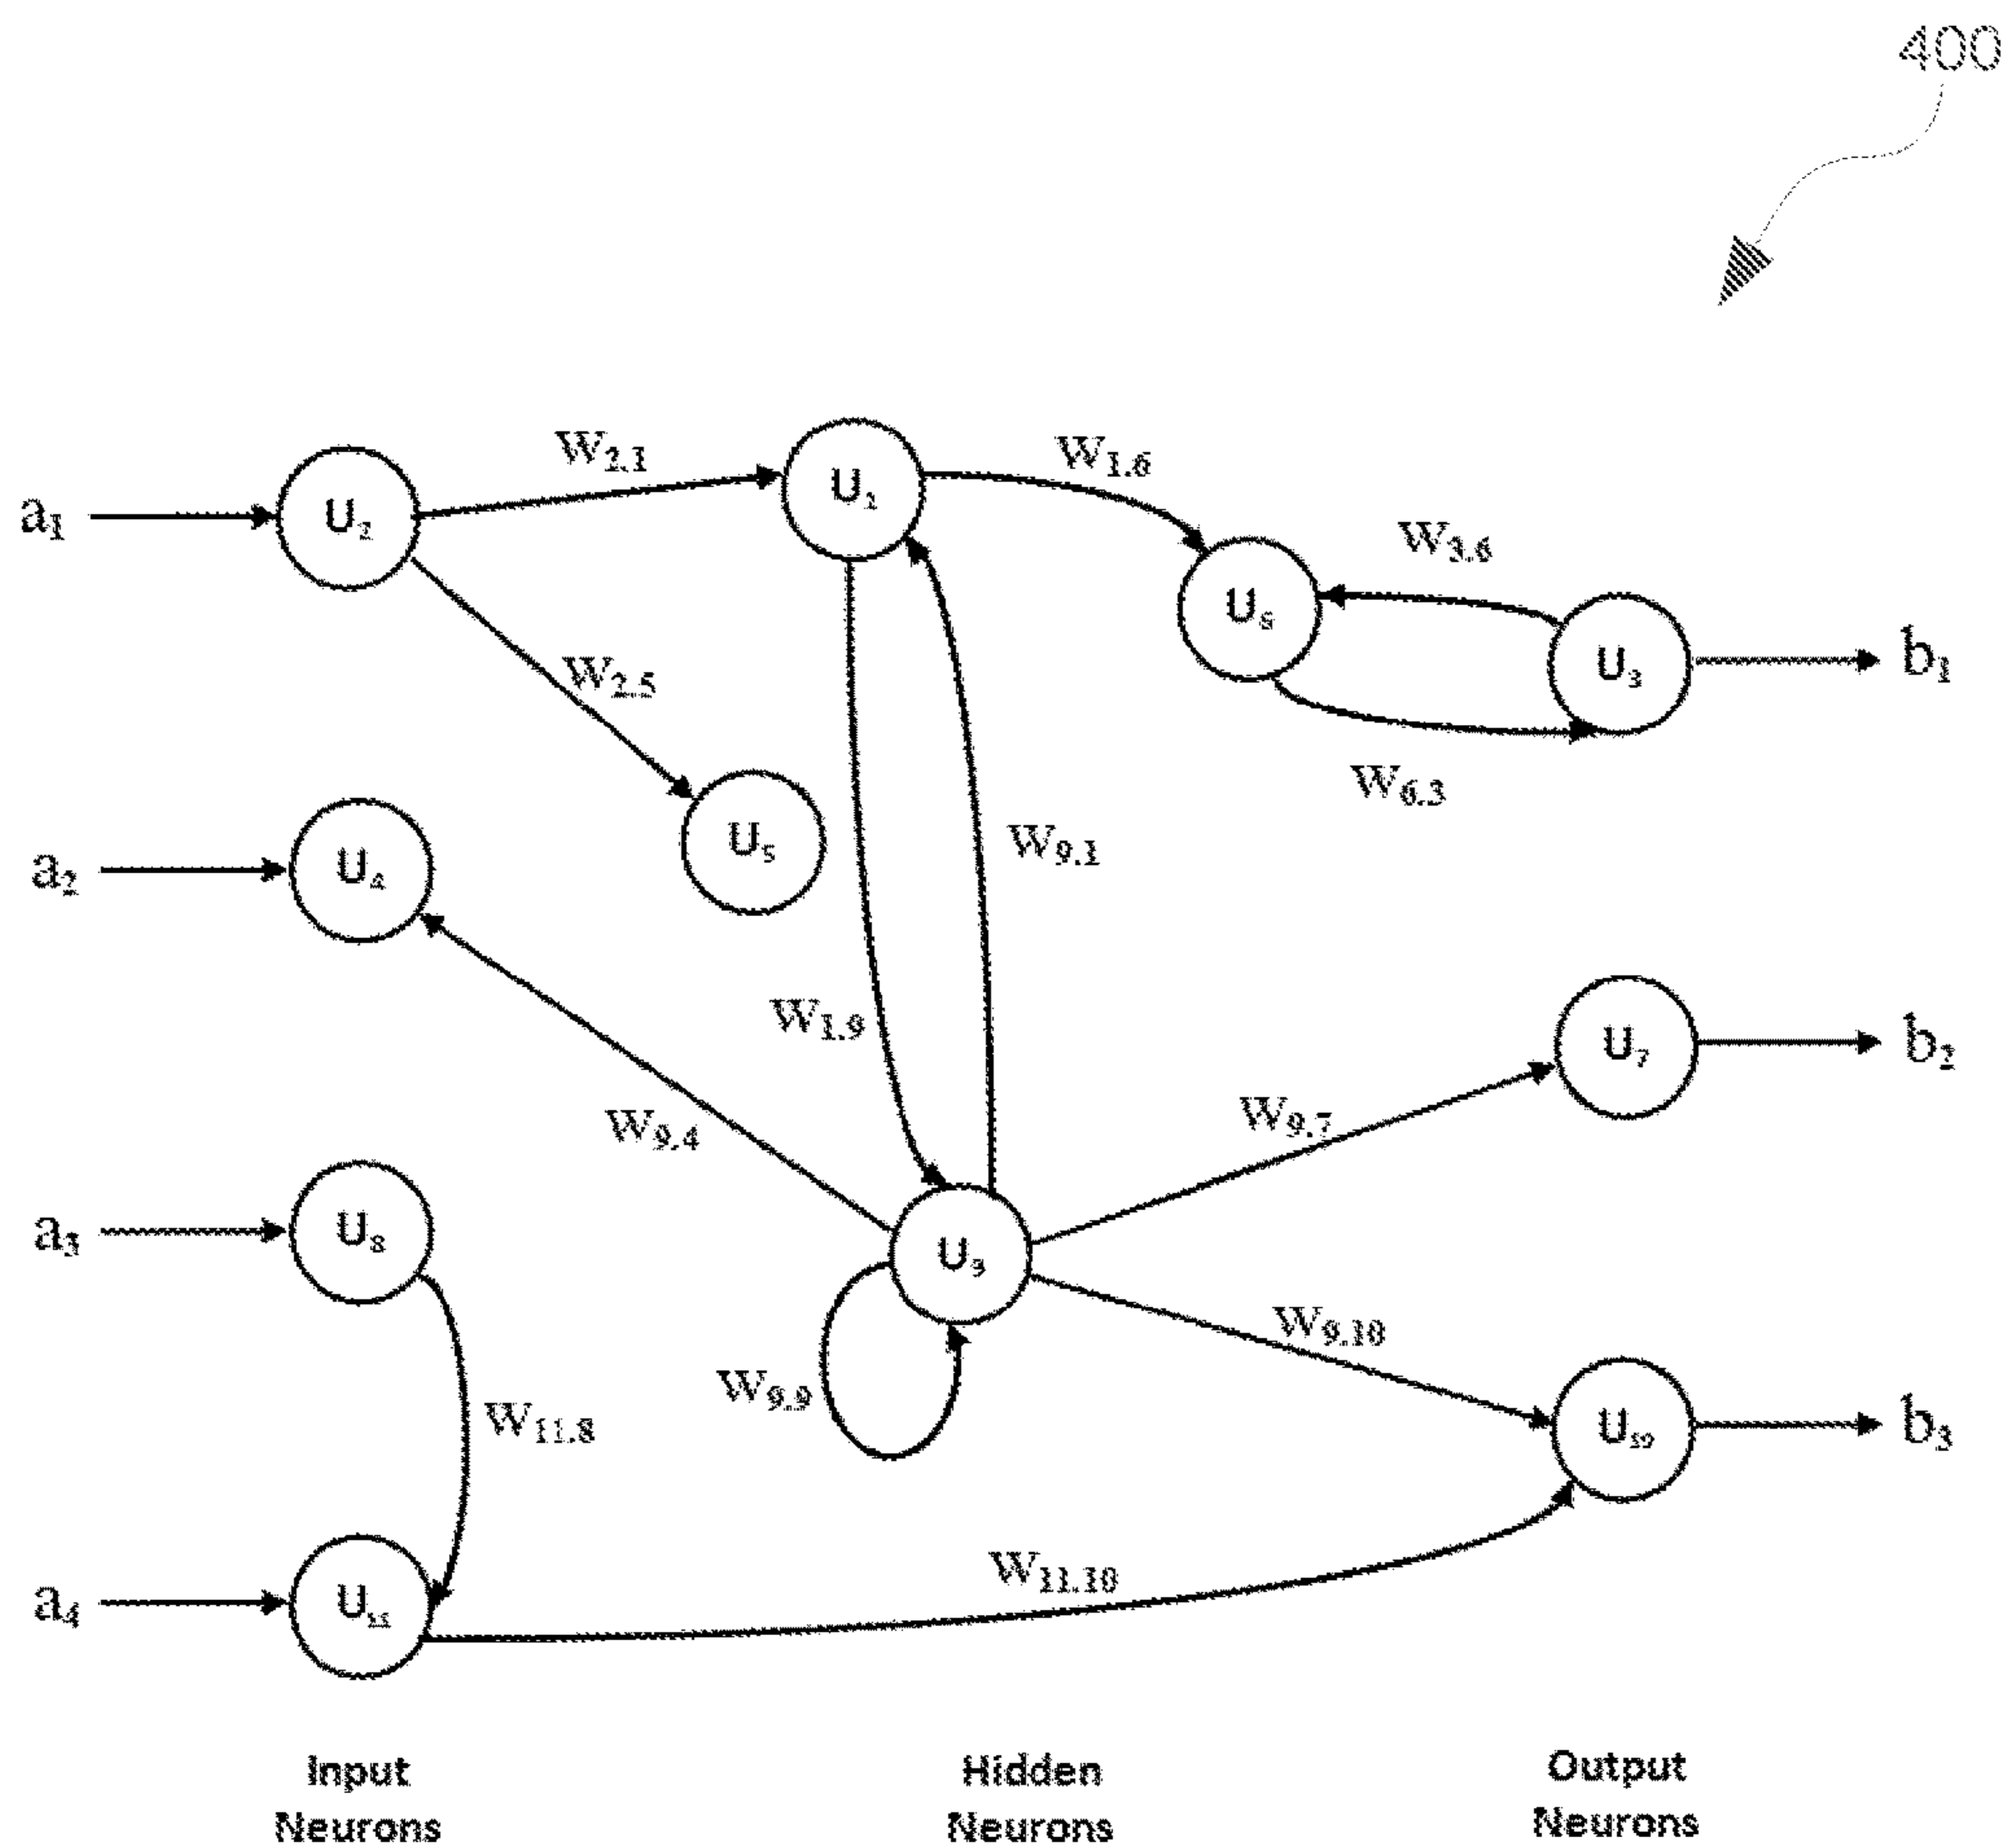 400
W2.1
W1.6
a1
U2
U1
W3.6
U6
U3
b1
W2.5
W6.3
a2
U4
U5
W9.1
W1.9
U7
b2
W9.4
W9.7
a3
U8
U9
W9.10
W9.9
W11.8
U10
b3
W11.10
a4
U11
Input
Neurons
Hidden
Neurons
Output
Neurons